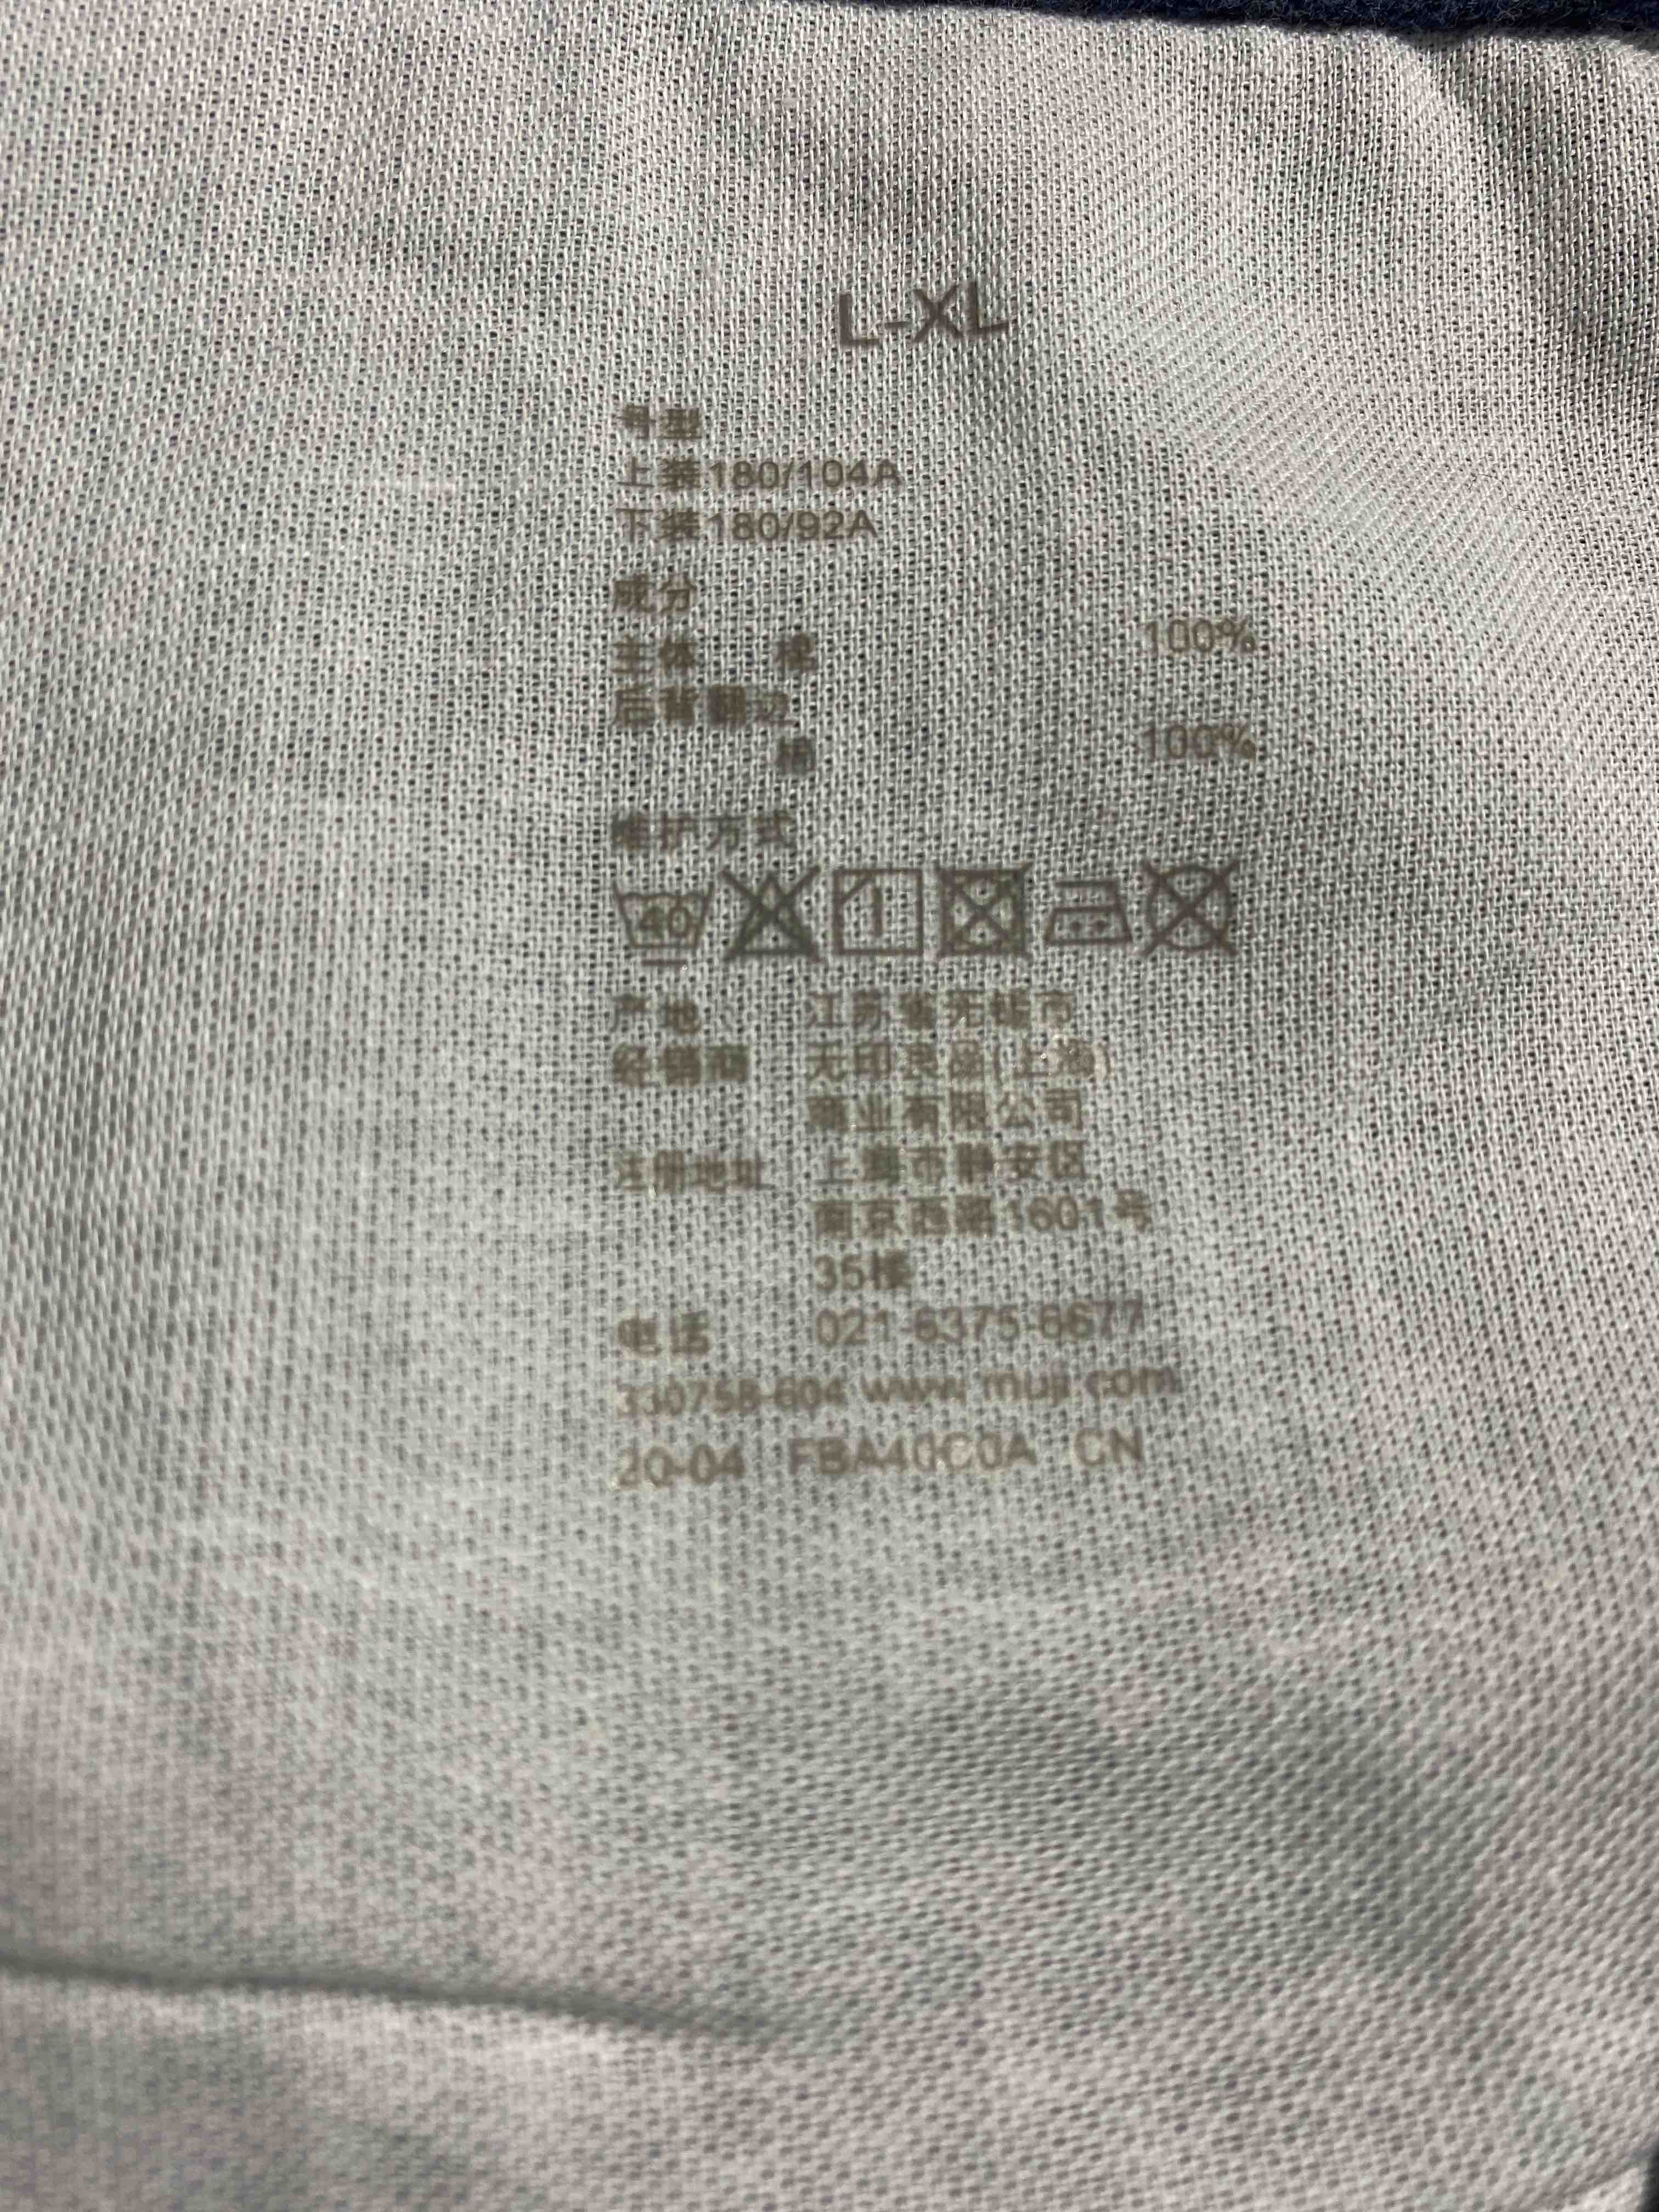 L-XL
号型
上装180/104A
下装180/92A
成分
主体 棉 100%
后背翻边
棉 100%
维护方式
40
产地 江苏省无锡市
经销商 无印良品(上海)
商业有限公司
注册地址 上海市静安区
南京西路1601号
35楼
电话 021-6375-8677
330758-604 www.muji.com
20-04 FBA40C0A CN